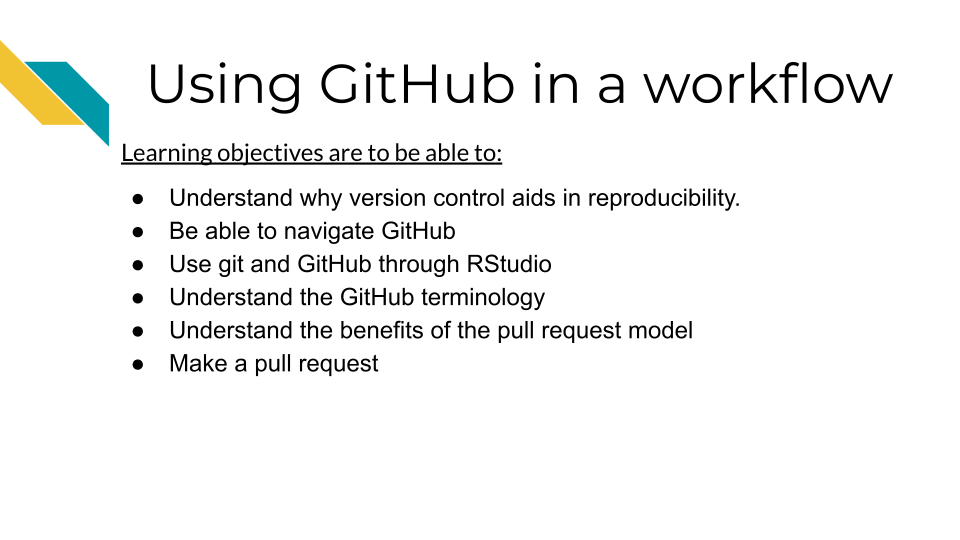 Using GitHub in a workflow
Learning objectives are to be able to:
● Understand why version control aids in reproducibility.
● Be able to navigate GitHub
● Use git and GitHub through RStudio
● Understand the GitHub terminology
● Understand the benefits of the pull request model
● Make a pull request